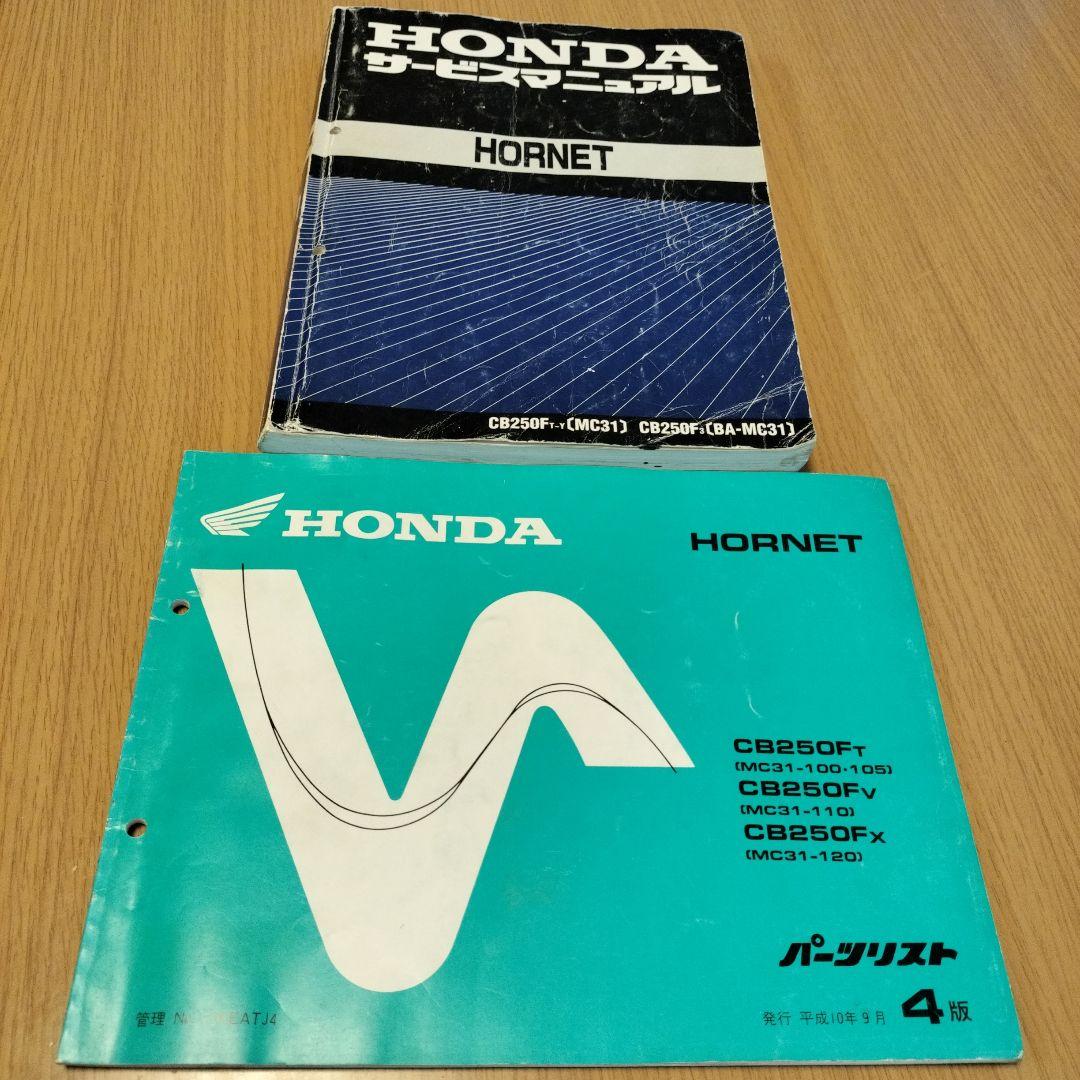 HONDA
サービスマニュアル
HORNET
CB250FT-Y〔MC31〕 CB250F3〔BA-MC31〕
HONDA
HORNET
CB250FT
(MC31-100・105)
CB250FV
(MC31-110)
CB250FX
(MC31-120)
パーツリスト
管理 EATJ4
発行 平成10年9月 4版